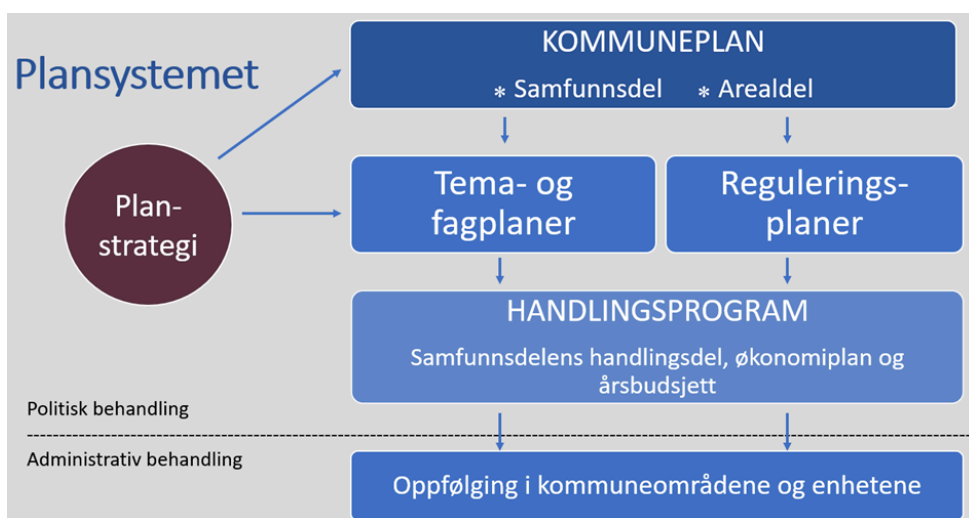 Plansystemet
KOMMUNEPLAN
* Samfunnsdel * Arealdel
Plan-
strategi
Tema- og
fagplaner
Regulerings-
planer
HANDLINGSPROGRAM
Samfunnsdelens handlingsdel, økonomiplan og
årsbudsjett
Politisk behandling
Administrativ behandling
Oppfølging i kommuneområdene og enhetene